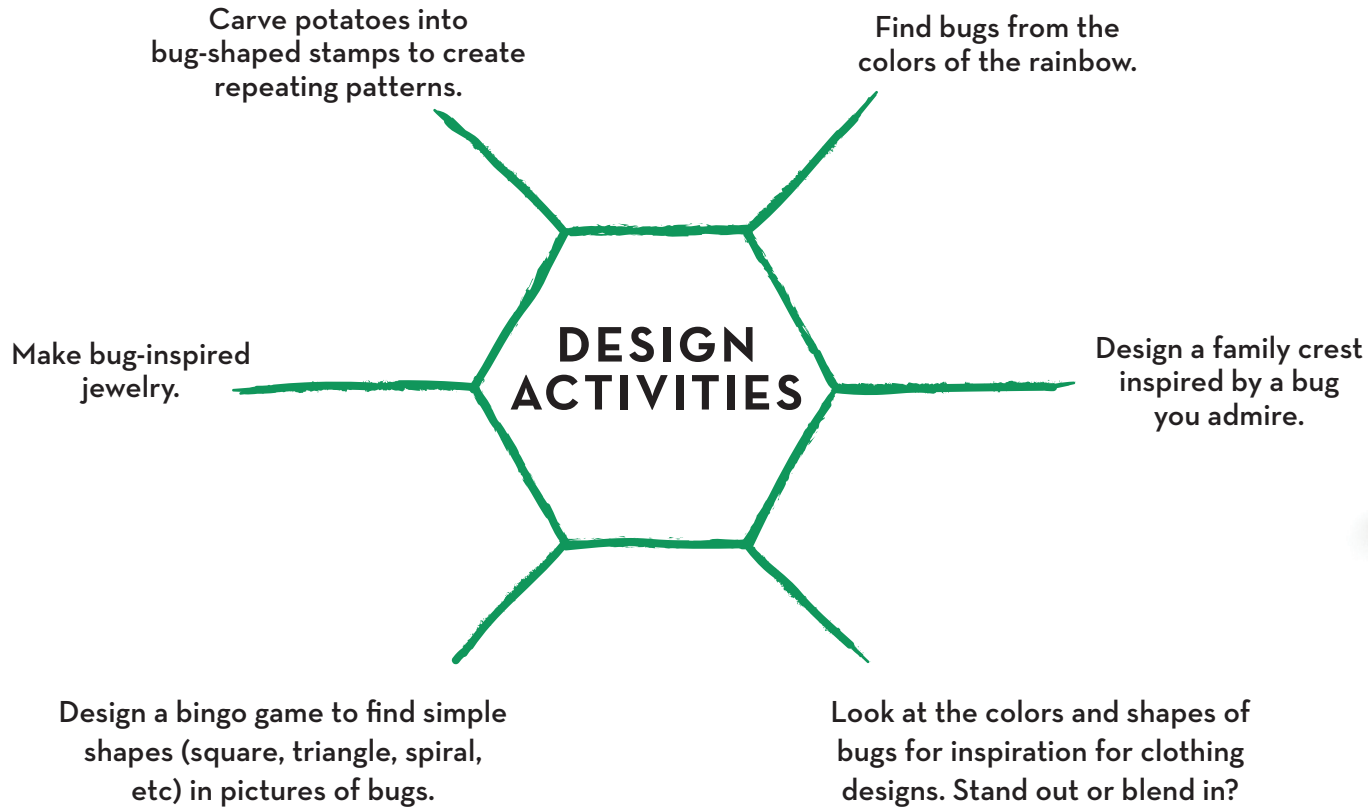 Carve potatoes into
bug-shaped stamps to create
repeating patterns.
Find bugs from the
colors of the rainbow.
Make bug-inspired
jewelry.
DESIGN
ACTIVITIES
Design a family crest
inspired by a bug
you admire.
Design a bingo game to find simple
shapes (square, triangle, spiral,
etc) in pictures of bugs.
Look at the colors and shapes of
bugs for inspiration for clothing
designs. Stand out or blend in?